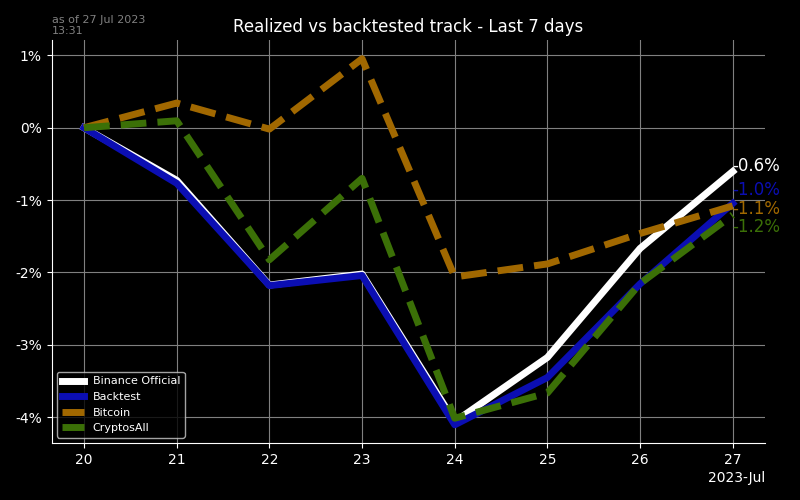 as of 27 Jul 2023
13:31
Realized vs backtested track - Last 7 days
1%
0%
-1%
-2%
-3%
-4%
-0.6%
-1.0%
-1.1%
-1.2%
Binance Official
Backtest
Bitcoin
CryptosAll
20 21 22 23 24 25 26 27
2023-Jul